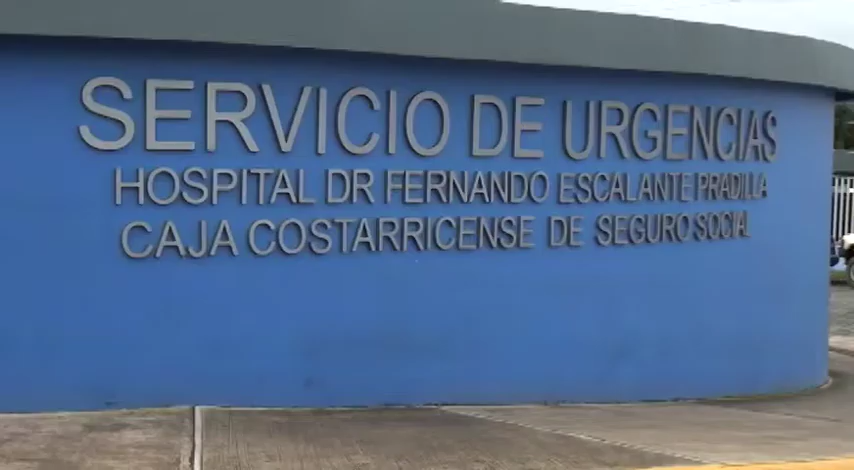 SERVICIO DE URGENCIAS
HOSPITAL DR FERNANDO ESCALANTE PRADILLA
CAJA COSTARRICENSE DE SEGURO SOCIAL